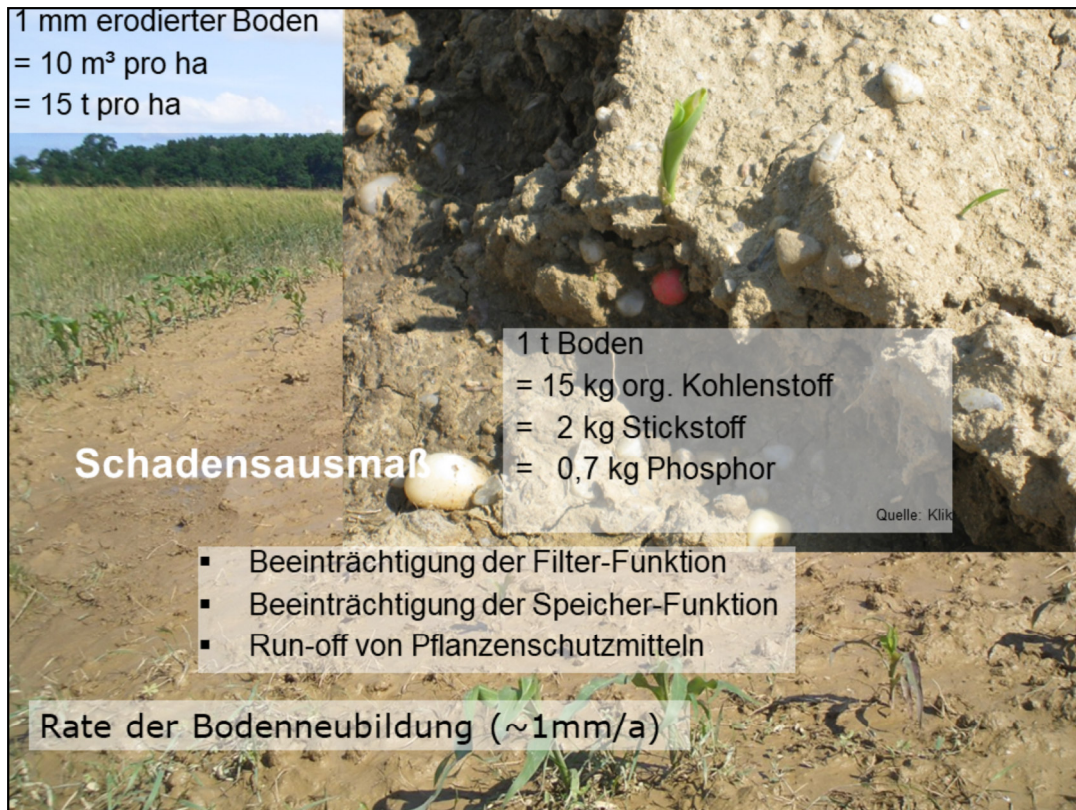 1 mm erodierter Boden
= 10 m³ pro ha
= 15 t pro ha
1 t Boden
= 15 kg org. Kohlenstoff
= 2 kg Stickstoff
= 0,7 kg Phosphor
Quelle: Klik
Schadensausmaß
▪ Beeinträchtigung der Filter-Funktion
▪ Beeinträchtigung der Speicher-Funktion
▪ Run-off von Pflanzenschutzmitteln
Rate der Bodenneubildung (~1mm/a)